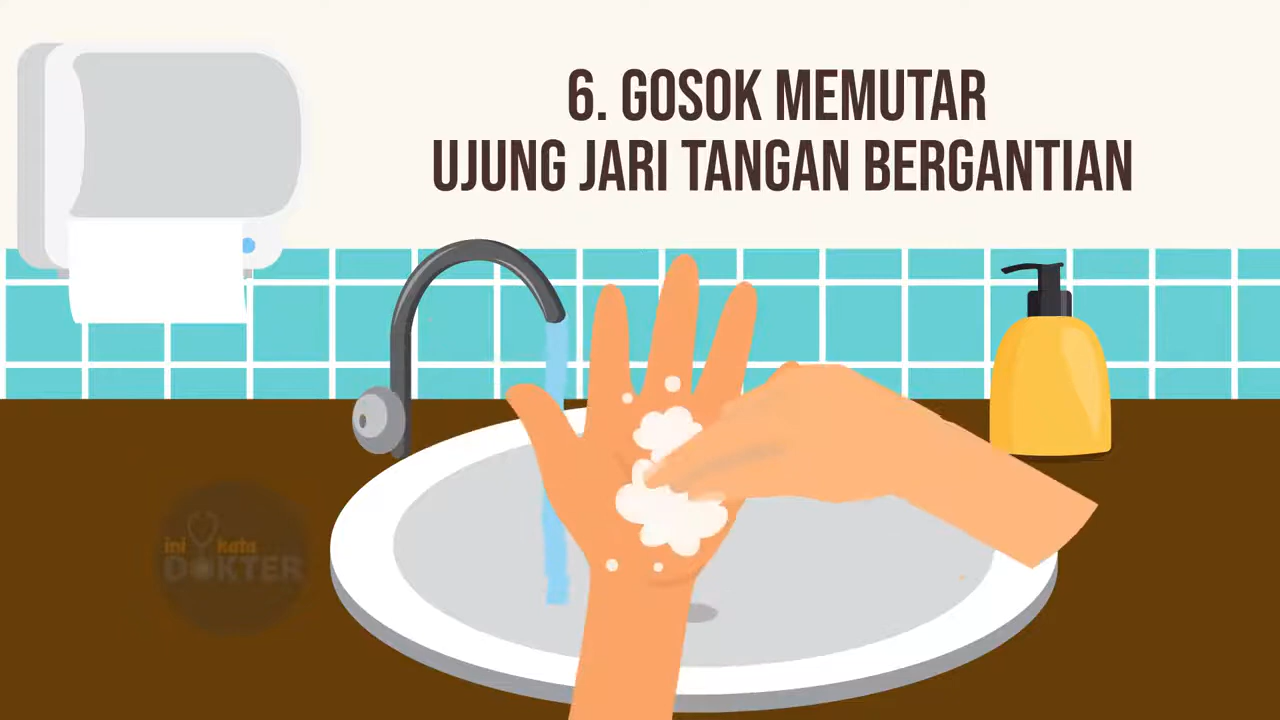 6. GOSOK MEMUTAR
UJUNG JARI TANGAN BERGANTIAN
ini kata
DOKTER